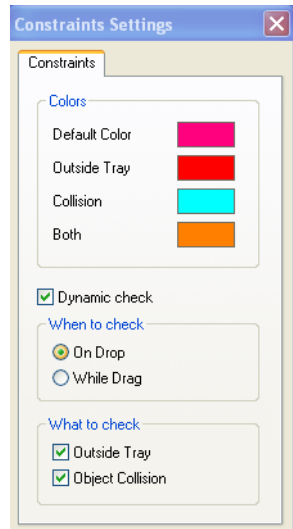 Constraints Settings
Constraints
Colors
Default Color
Outside Tray
Collision
Both
Dynamic check
When to check
On Drop
While Drag
What to check
Outside Tray
Object Collision